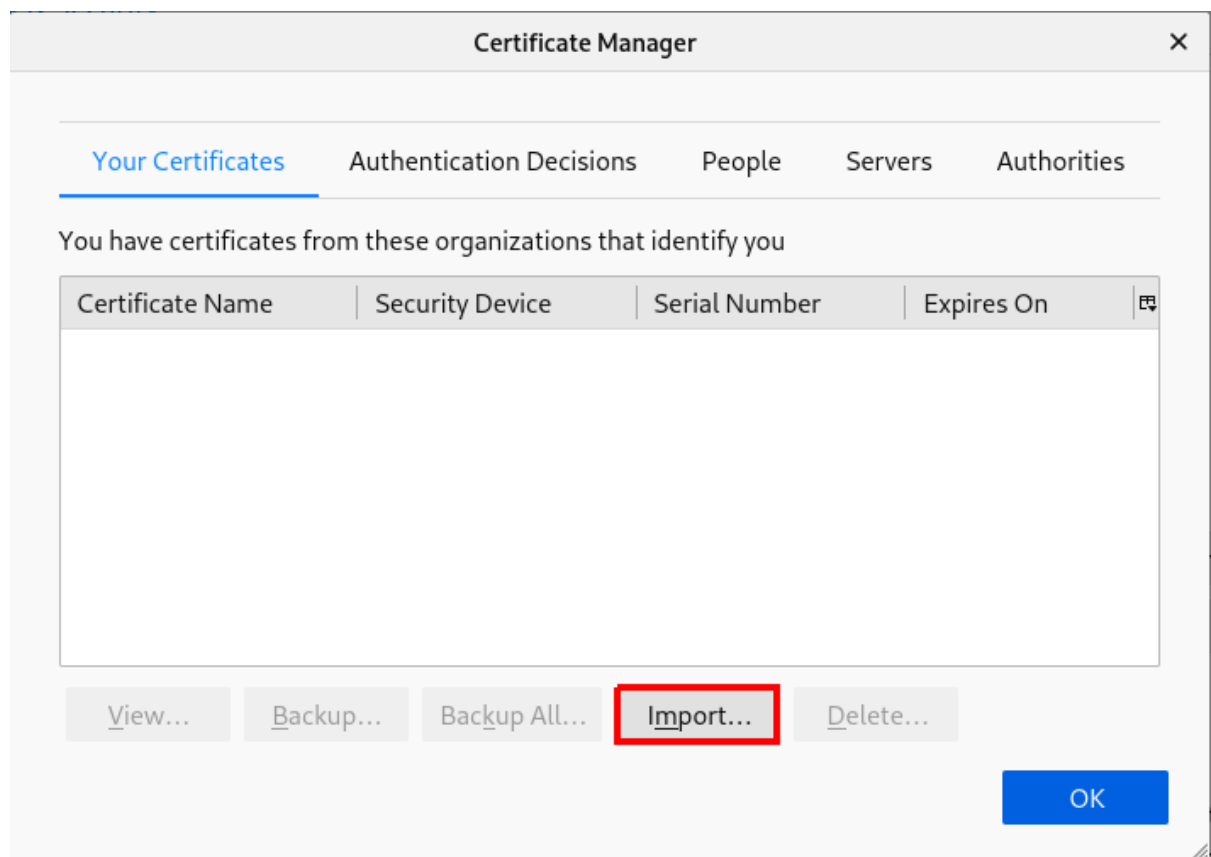 Certificate Manager
Your Certificates Authentication Decisions People Servers Authorities
You have certificates from these organizations that identify you
Certificate Name Security Device Serial Number Expires On
View... Backup... Backup All... Import... Delete...
OK